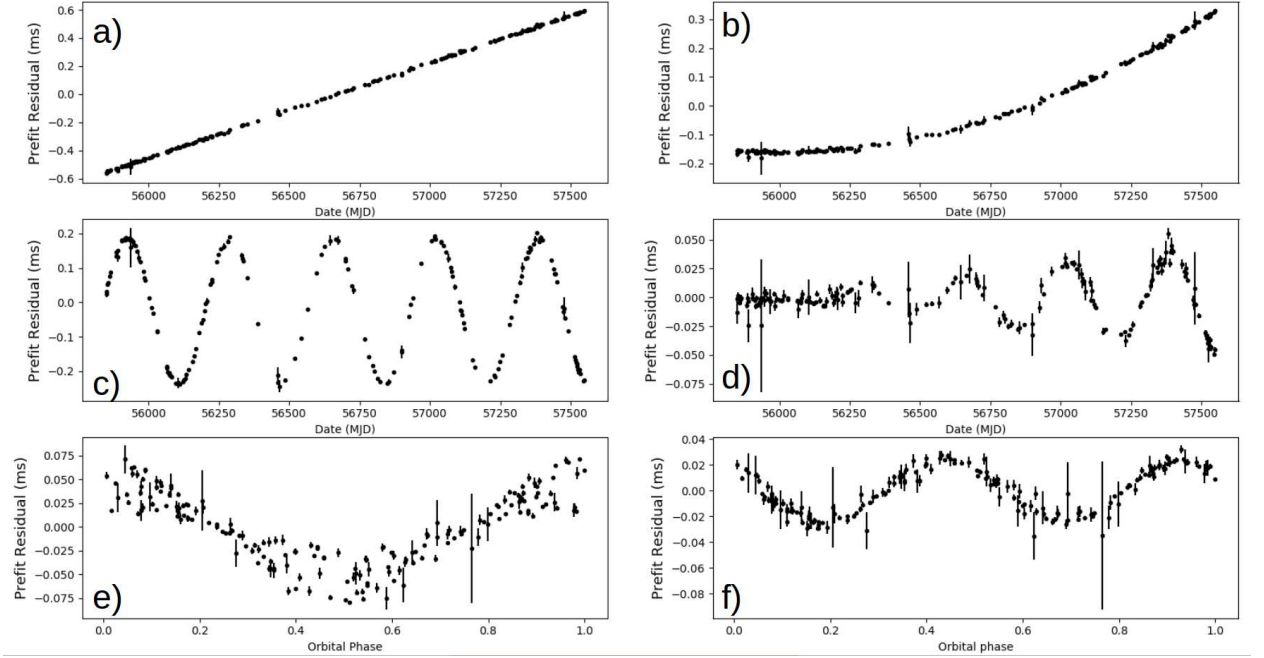 a)
Prefit Residual (ms)
0.6
0.4
0.2
0.0
−0.2
−0.4
−0.6
56000 56250 56500 56750 57000 57250 57500
Date (MJD)
b)
Prefit Residual (ms)
0.3
0.2
0.1
0.0
−0.1
−0.2
56000 56250 56500 56750 57000 57250 57500
Date (MJD)
c)
Prefit Residual (ms)
0.2
0.1
0.0
−0.1
−0.2
56000 56250 56500 56750 57000 57250 57500
Date (MJD)
d)
Prefit Residual (ms)
0.050
0.025
0.000
−0.025
−0.050
−0.075
56000 56250 56500 56750 57000 57250 57500
Date (MJD)
e)
Prefit Residual (ms)
0.075
0.050
0.025
0.000
−0.025
−0.050
−0.075
0.0 0.2 0.4 0.6 0.8 1.0
Orbital Phase
f)
Prefit Residual (ms)
0.04
0.02
0.00
−0.02
−0.04
−0.06
−0.08
0.0 0.2 0.4 0.6 0.8 1.0
Orbital phase